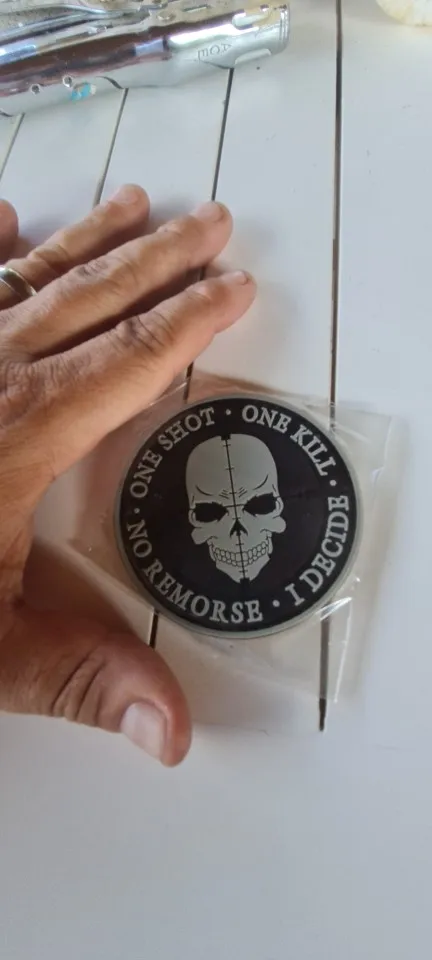 ONE SHOT · ONE KILL ·
I DECIDE ·
NO REMORSE ·